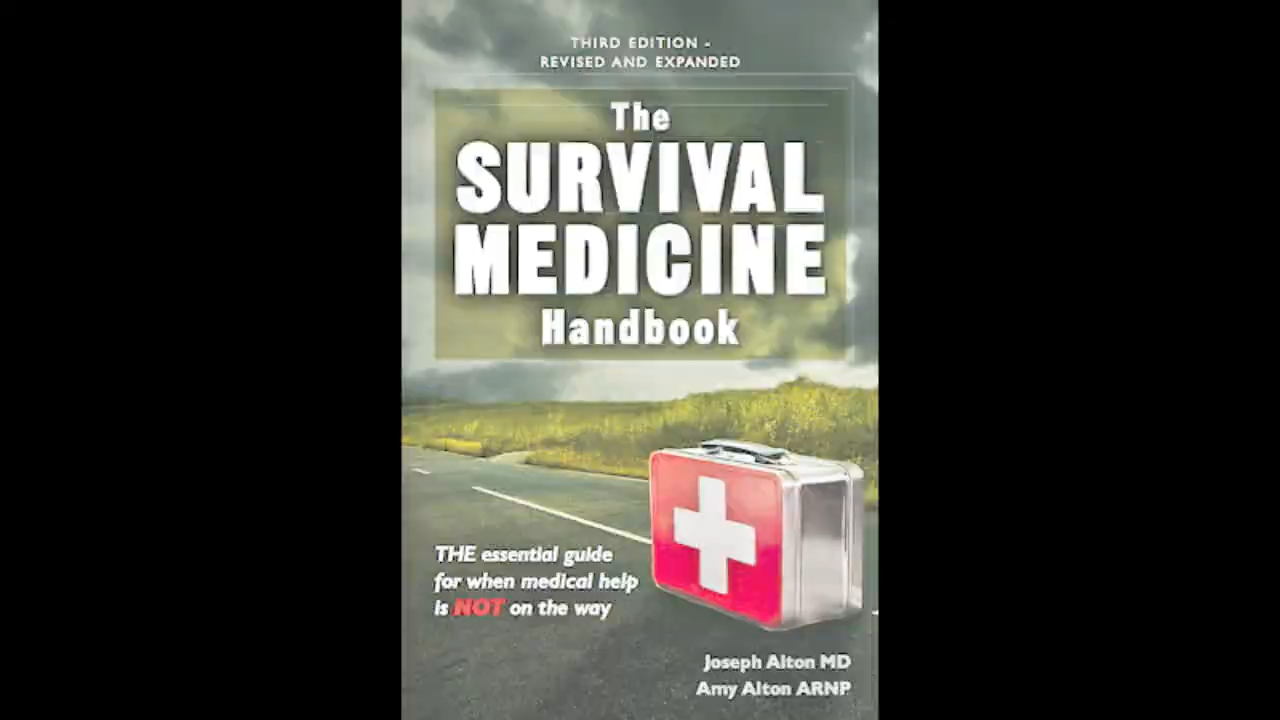 THIRD EDITION -
REVISED AND EXPANDED
The
SURVIVAL
MEDICINE
Handbook
THE essential guide
for when medical help
is NOT on the way
Joseph Alton MD
Amy Alton ARNP